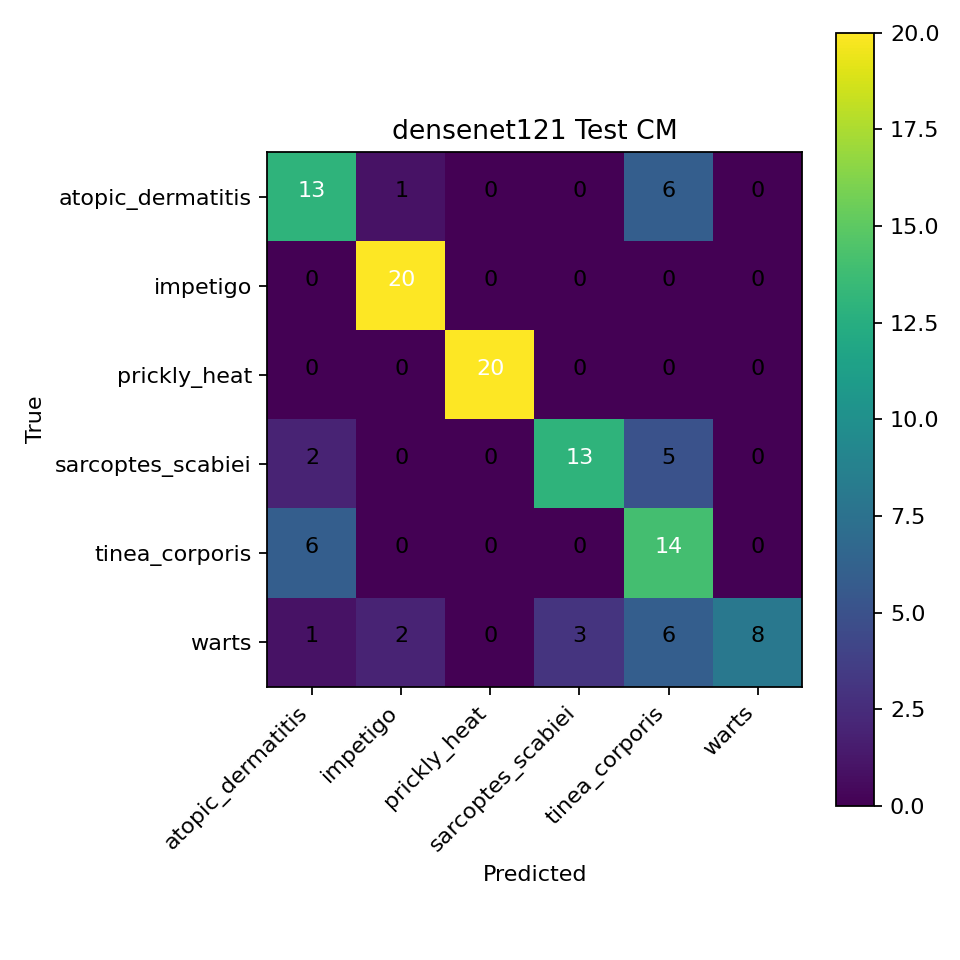 densenet121 Test CM
20.0
17.5
15.0
12.5
10.0
7.5
5.0
2.5
0.0
True
atopic_dermatitis 13 1 0 0 6 0
impetigo 0 20 0 0 0 0
prickly_heat 0 0 20 0 0 0
sarcoptes_scabiei 2 0 0 13 5 0
tinea_corporis 6 0 0 0 14 0
warts 1 2 0 3 6 8
atopic_dermatitis
impetigo
prickly_heat
sarcoptes_scabiei
tinea_corporis
warts
Predicted